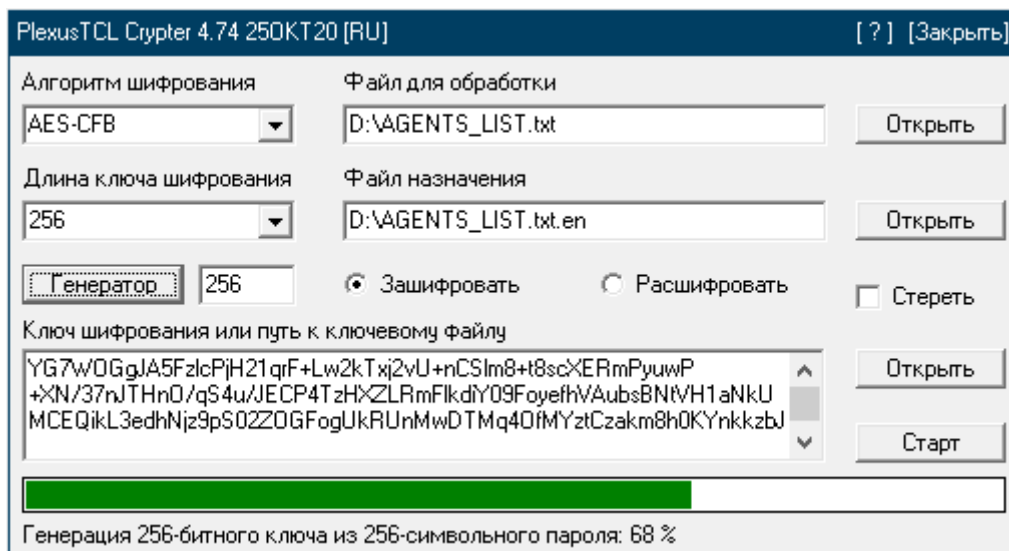 PlexusTCL Crypter 4.74 25OKT20 [RU] [ ? ] [Закрыть]
Алгоритм шифрования Файл для обработки
AES-CFB D:\AGENTS_LIST.txt Открыть
Длина ключа шифрования Файл назначения
256 D:\AGENTS_LIST.txt.en Открыть
Генератор 256 Зашифровать Расшифровать Стереть
Ключ шифрования или путь к ключевому файлу
YG7WOGgJA5FzlcPjH21qrF+Lw2kTxj2vU+nCSlm8+t8scXERmPyuwP Открыть
+XN/37nJTHnO/qS4u/JECP4TzHXZLRmFlkdiY09FoyefhVAubsBNtVH1aNkU
MCEQikL3edhNjz9pS02ZOGFogUkRUnMwDTMq4OfMYztCzakm8h0KYnkkzbJ Старт
Генерация 256-битного ключа из 256-символьного пароля: 68 %